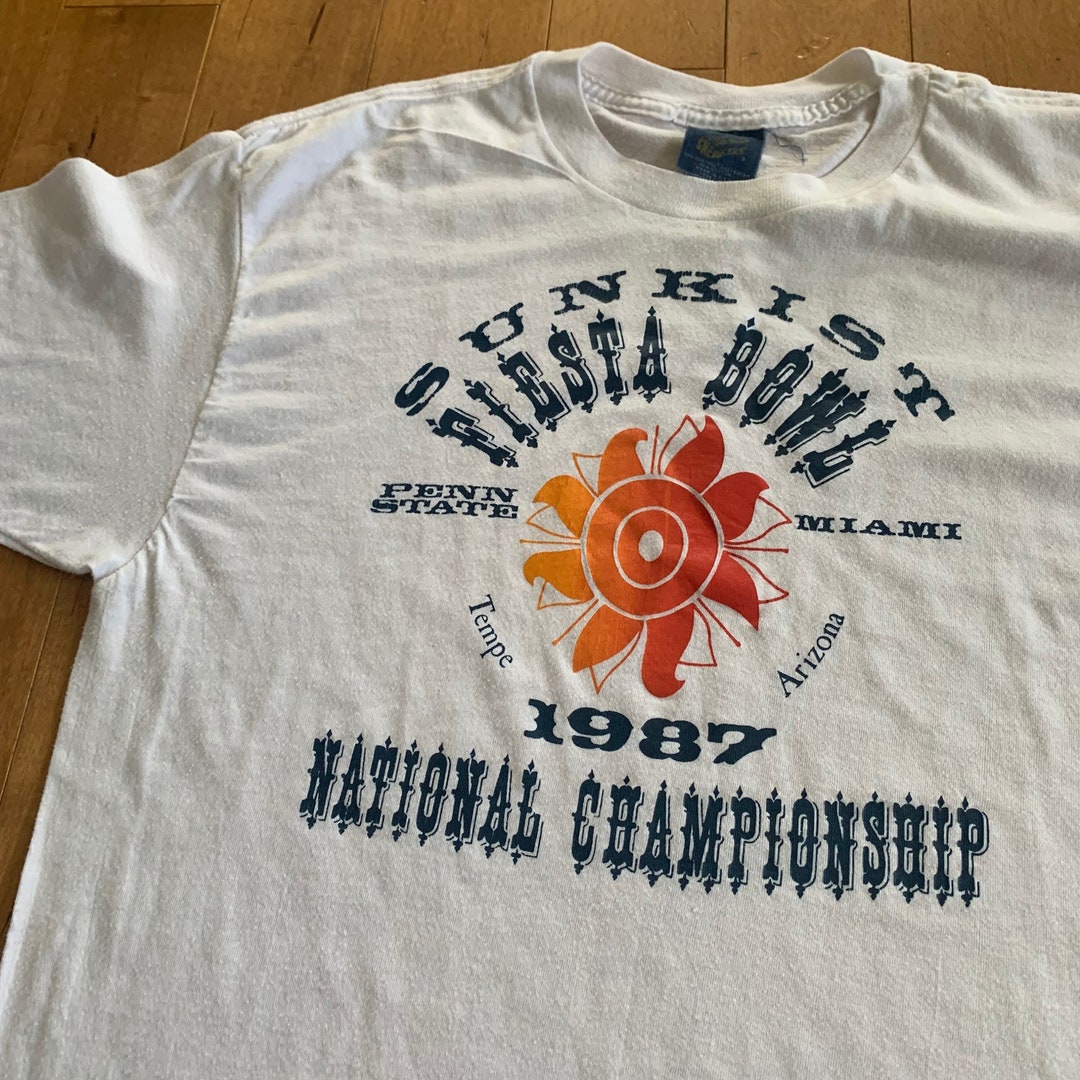 SUNKIST
FIESTA BOWL
PENN STATE
MIAMI
Tempe
Arizona
1987
NATIONAL CHAMPIONSHIP